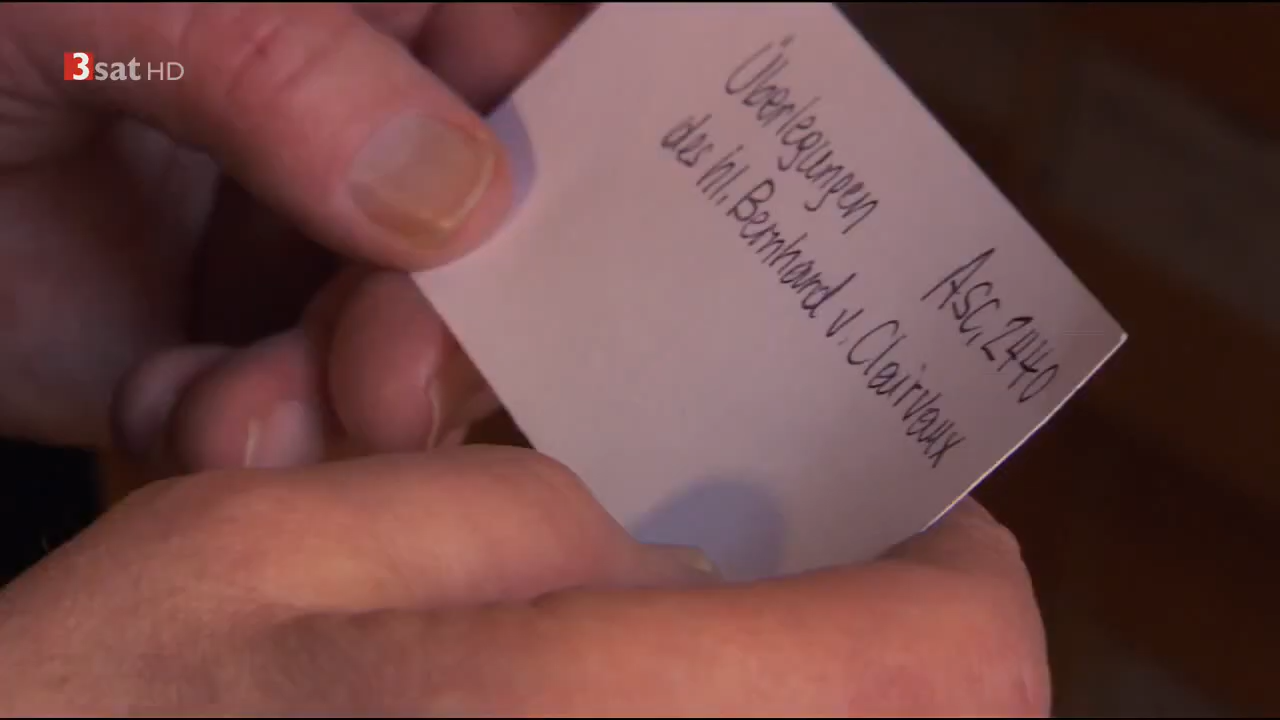 3sat HD
Überlegungen
des hl. Bernhard v. Clairvaux
Asc, 2440